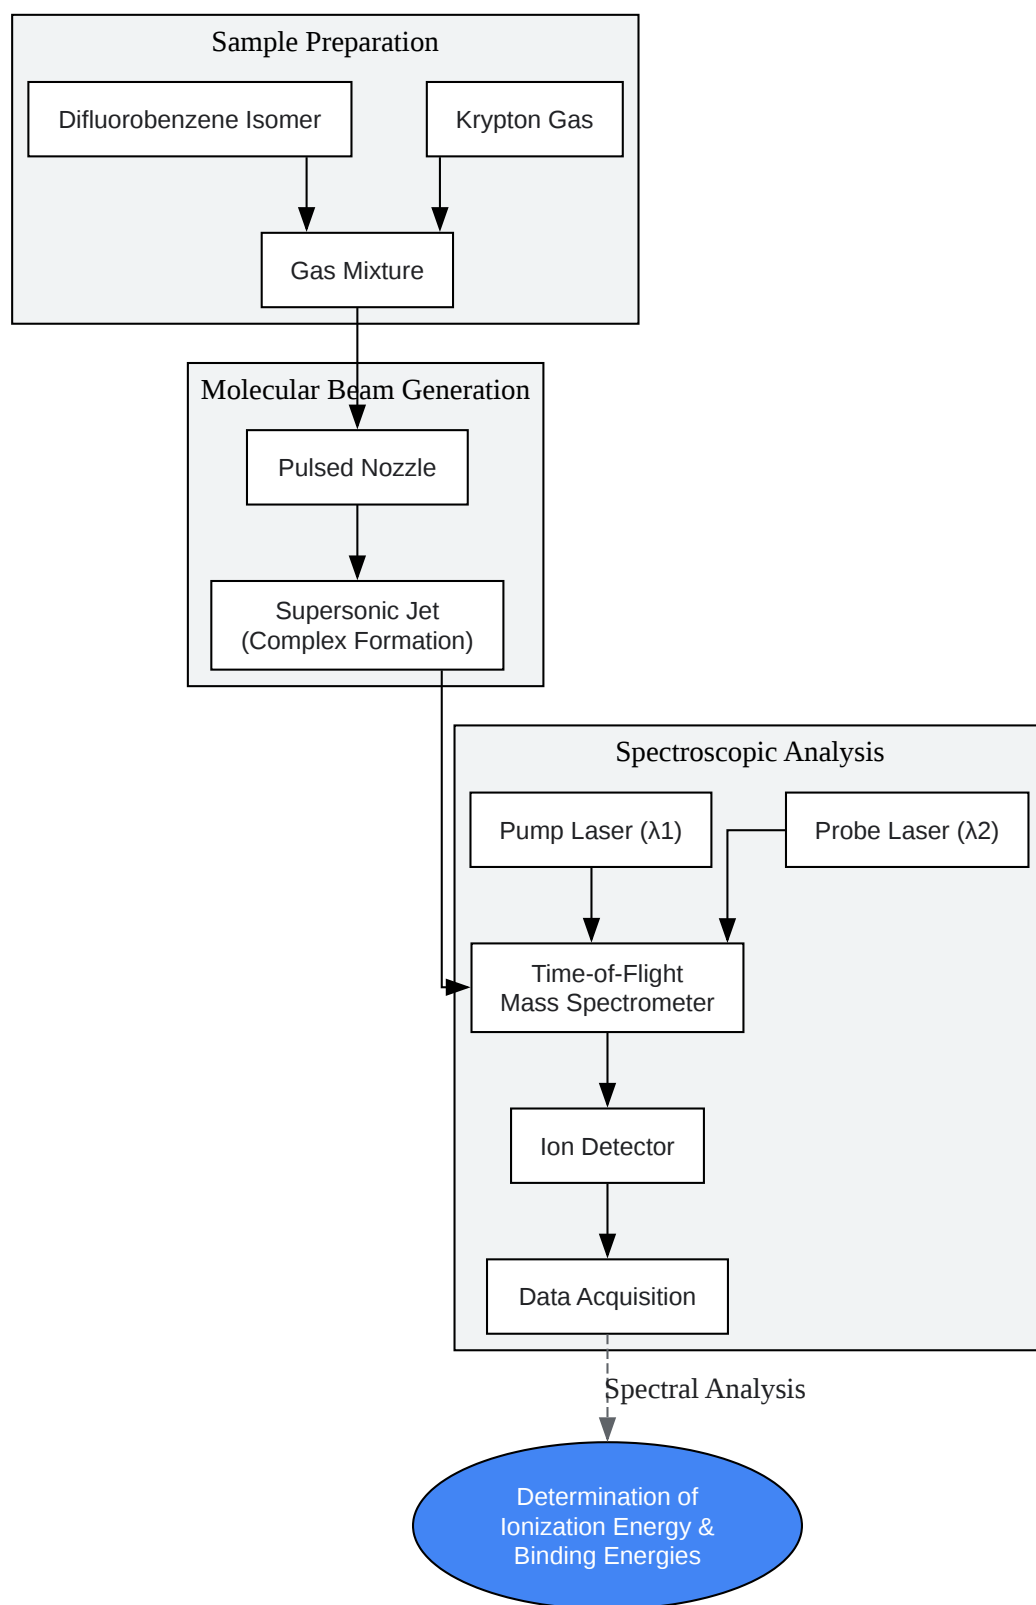 Sample Preparation
Difluorobenzene Isomer
Krypton Gas
Gas Mixture
Molecular Beam Generation
Pulsed Nozzle
Supersonic Jet
(Complex Formation)
Spectroscopic Analysis
Pump Laser (λ1)
Probe Laser (λ2)
Time-of-Flight
Mass Spectrometer
Ion Detector
Data Acquisition
Spectral Analysis
Determination of
Ionization Energy &
Binding Energies